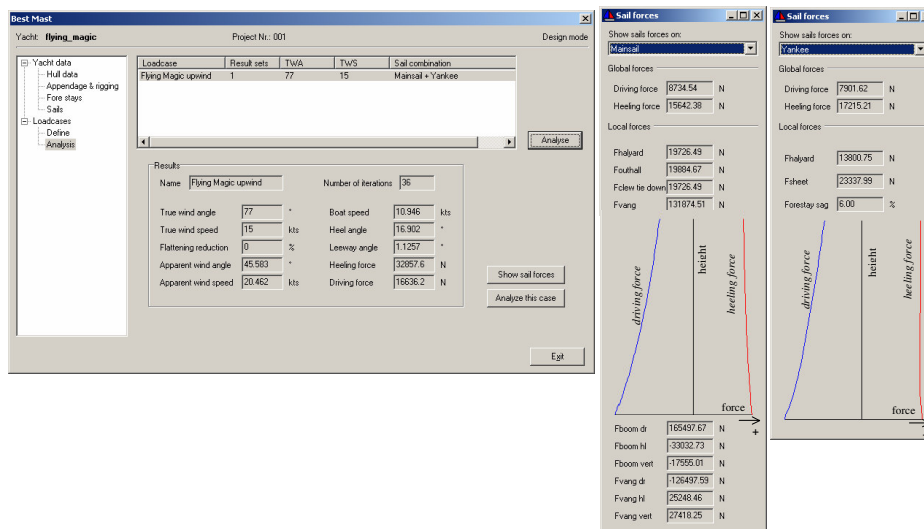 Best Mast
Yacht: flying_magic Project Nr.: 001 Design mode
Yacht data
Hull data
Appendage & rigging
Fore stays
Sails
Loadcases
Define
Analysis
Loadcase Result sets TWA TWS Sail combination
Flying Magic upwind 1 77 15 Mainsail + Yankee
Analyse
Results
Name Flying Magic upwind Number of iterations 36
True wind angle 77 ° Boat speed 10.946 kts
True wind speed 15 kts Heel angle 16.902 °
Flattening reduction 0 % Leeway angle 1.1257 °
Apparent wind angle 45.583 ° Heeling force 32857.6 N
Apparent wind speed 20.462 kts Driving force 16636.2 N
Show sail forces
Analyze this case
Exit
Sail forces
Show sails forces on:
Mainsail
Global forces
Driving force 8734.54 N
Heeling force 15642.38 N
Local forces
Fhalyard 19726.49 N
Fouthall 19884.67 N
Fclew tie down 19726.49 N
Fvang 131874.51 N
driving force
height
heeling force
force
+
Fboom dr 165497.67 N
Fboom hl -33032.73 N
Fboom vert -17555.01 N
Fvang dr -126497.59 N
Fvang hl 25248.46 N
Fvang vert 27418.25 N
Sail forces
Show sails forces on:
Yankee
Global forces
Driving force 7901.62 N
Heeling force 17215.21 N
Local forces
Fhalyard 13800.75 N
Fsheet 23337.99 N
Forestay sag 6.00 %
driving force
height
heeling force
force